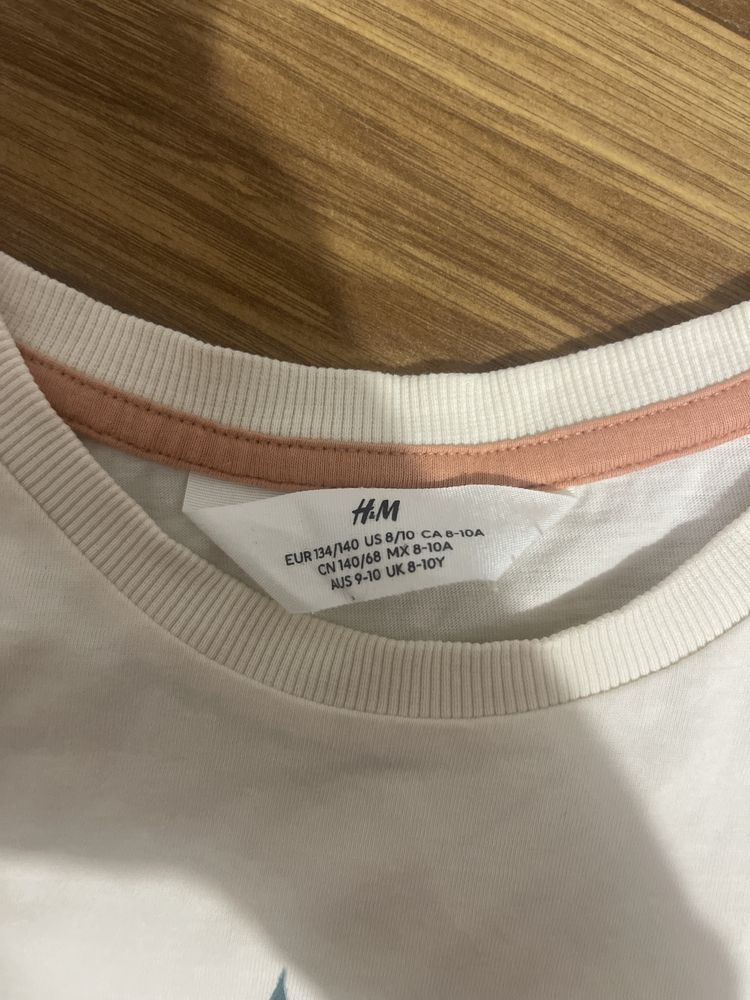 H&M
EUR 134/140 US 8/10 CA 8-10A
CN 140/68 MX 8-10A
AUS 9-10 UK 8-10Y